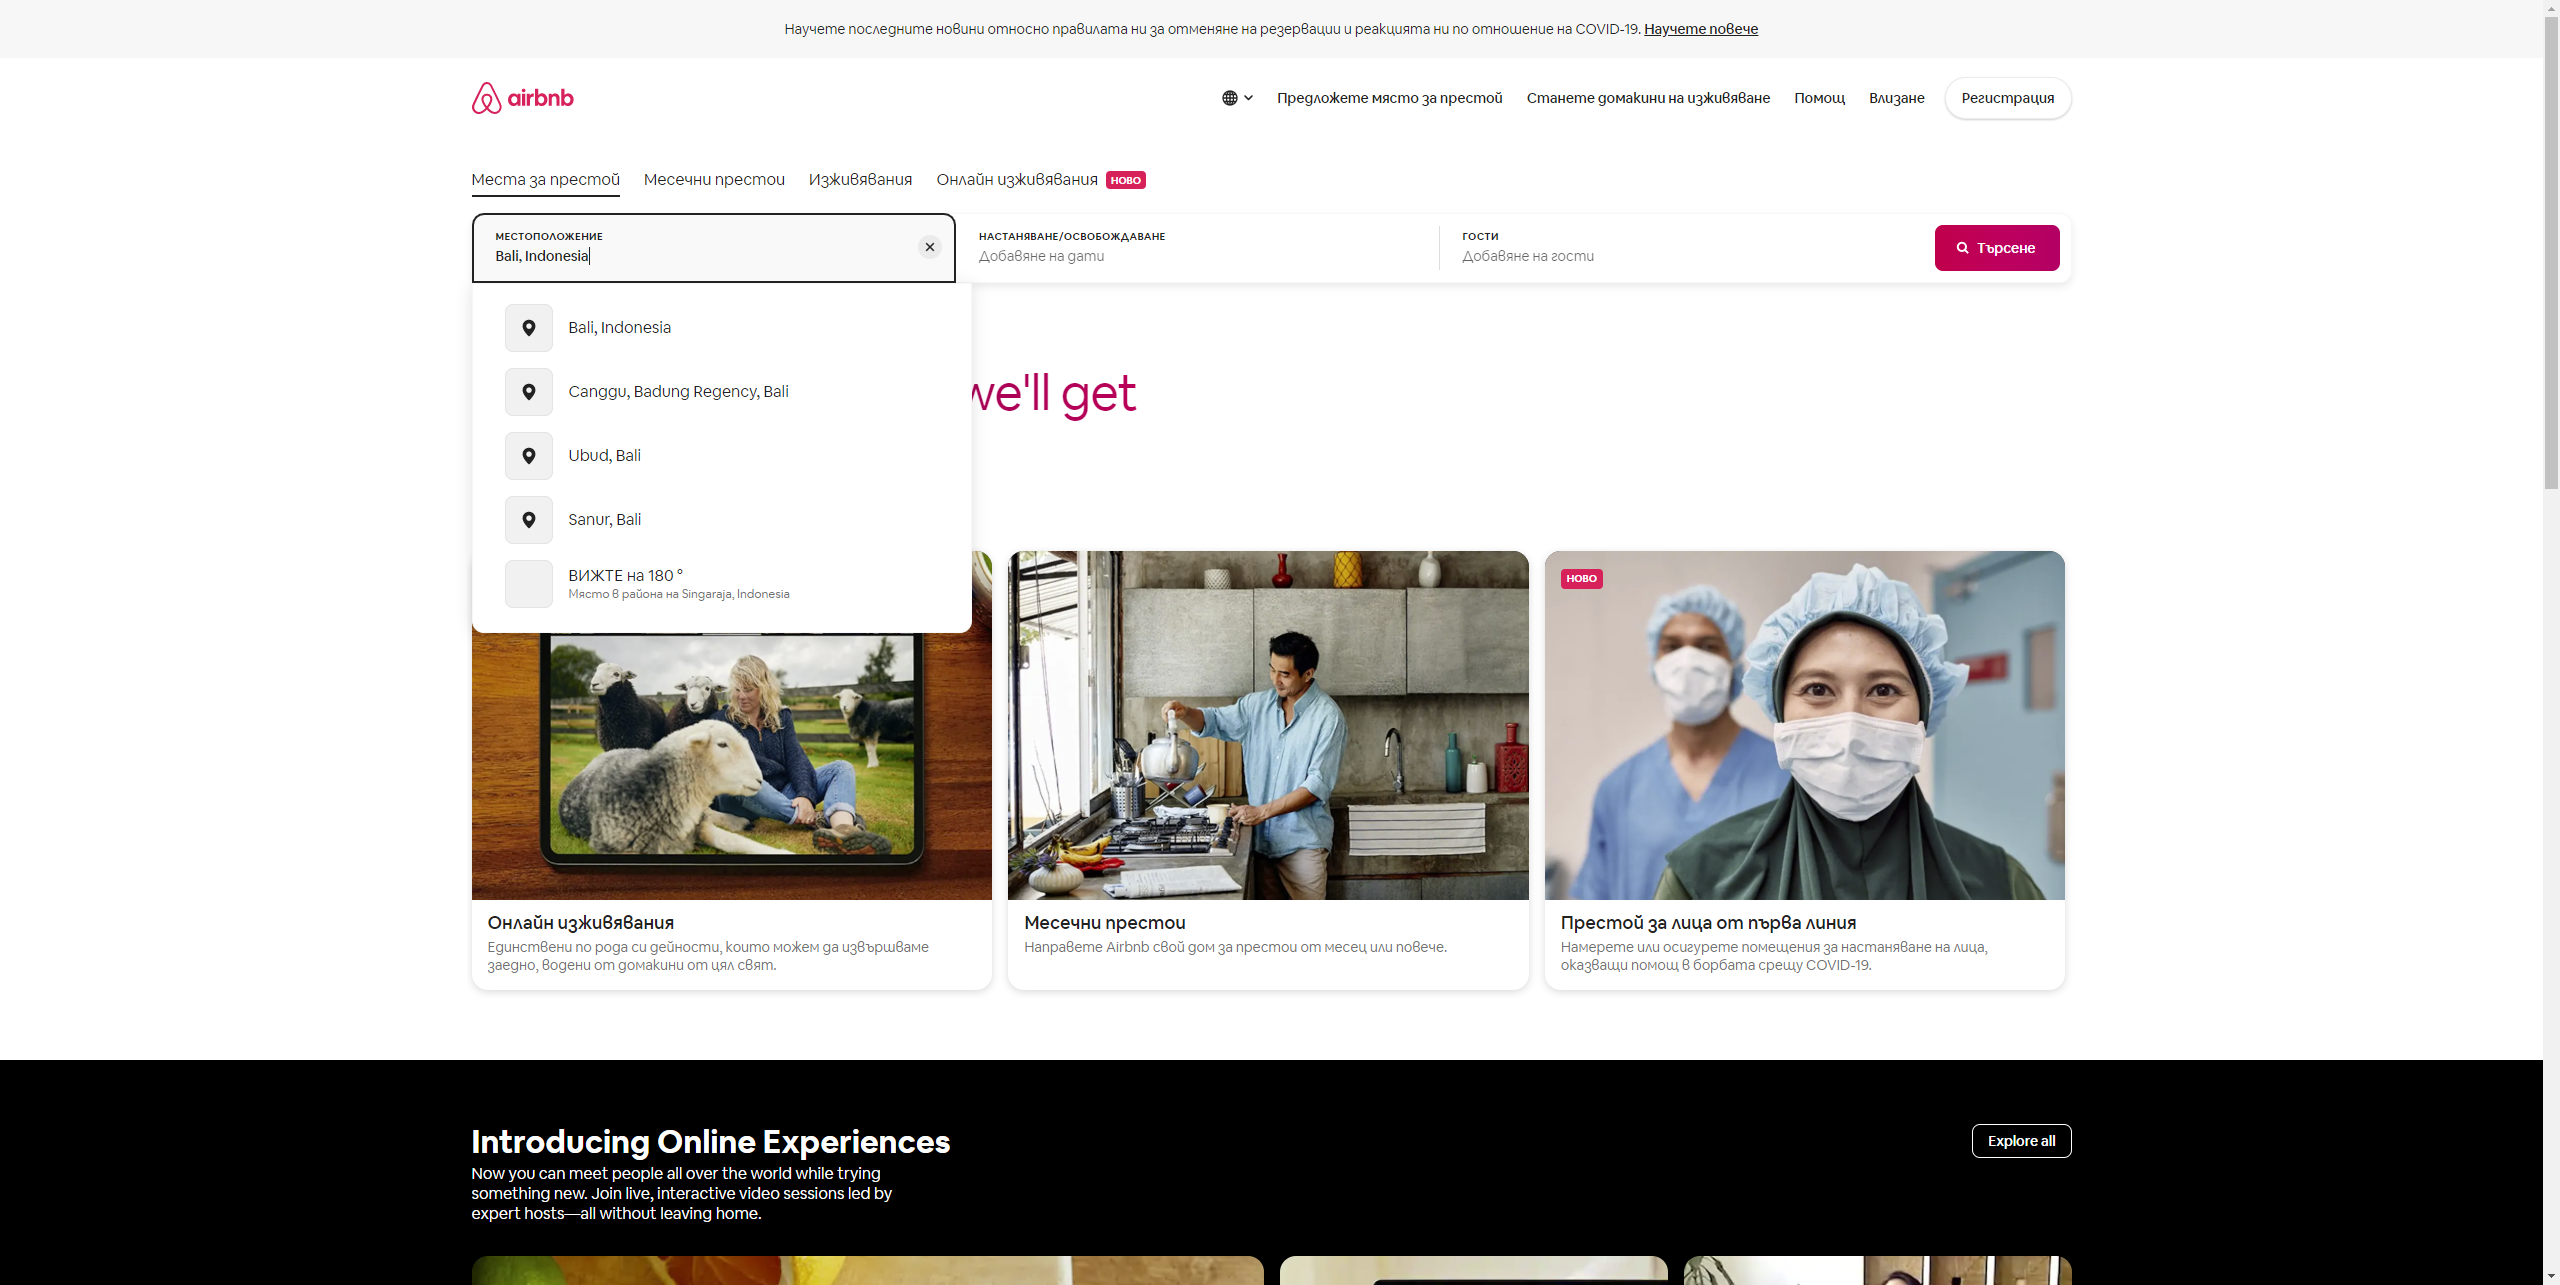 Научете последните новини относно правилата ни за отменяне на резервации и реакцията ни по отношение на COVID-19. Научете повече
airbnb
Предложете място за престой
Станете домакини на изживяване
Помощ
Влизане
Регистрация
Места за престой
Месечни престои
Изживявания
Онлайн изживявания
НОВО
МЕСТОПОЛОЖЕНИЕ
Bali, Indonesia
НАСТАНЯВАНЕ/ОСВОБОЖДАВАНЕ
Добавяне на дати
ГОСТИ
Добавяне на гости
Търсене
Bali, Indonesia
Canggu, Badung Regency, Bali
Ubud, Bali
Sanur, Bali
ВИЖТЕ на 180 °
Място в района на Singaraja, Indonesia
we'll get
НОВО
Онлайн изживявания
Единствени по рода си дейности, които можем да извършваме
заедно, водени от домакини от цял свят.
Месечни престои
Направете Airbnb свой дом за престои от месец или повече.
Престой за лица от първа линия
Намерете или осигурете помещения за настаняване на лица,
оказващи помощ в борбата срещу COVID-19.
Introducing Online Experiences
Explore all
Now you can meet people all over the world while trying
something new. Join live, interactive video sessions led by
expert hosts—all without leaving home.